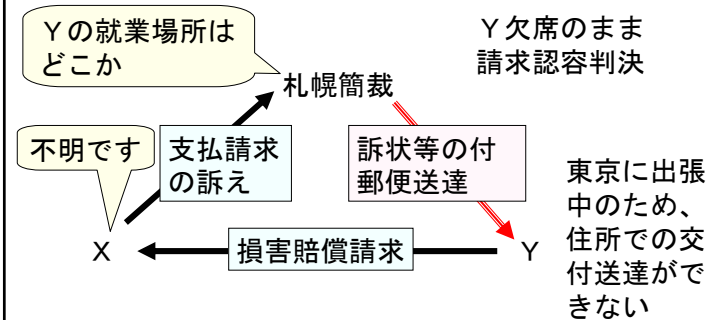 Yの就業場所は
どこか
Y欠席のまま
請求認容判決
札幌簡裁
不明です
支払請求
の訴え
訴状等の付
郵便送達
東京に出張
中のため、
住所での交
付送達がで
きない
X
損害賠償請求
Y